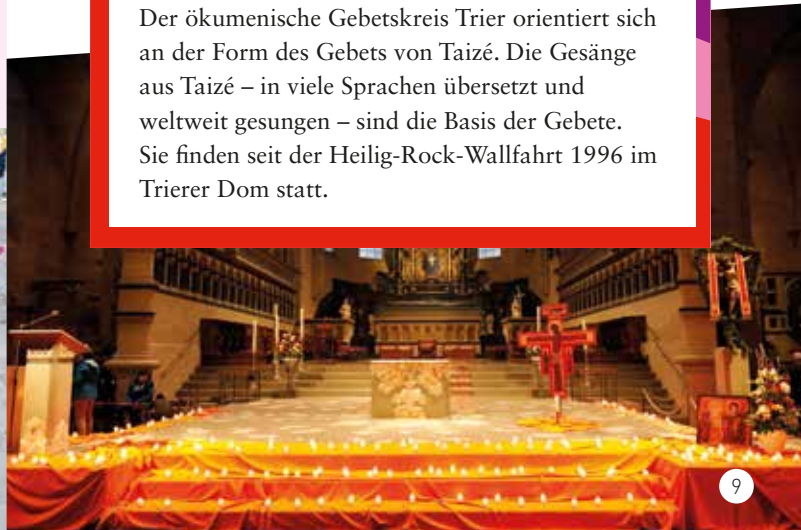 Der ökumenische Gebetskreis Trier orientiert sich
an der Form des Gebets von Taizé. Die Gesänge
aus Taizé – in viele Sprachen übersetzt und
weltweit gesungen – sind die Basis der Gebete.
Sie finden seit der Heilig-Rock-Wallfahrt 1996 im
Trierer Dom statt.
9